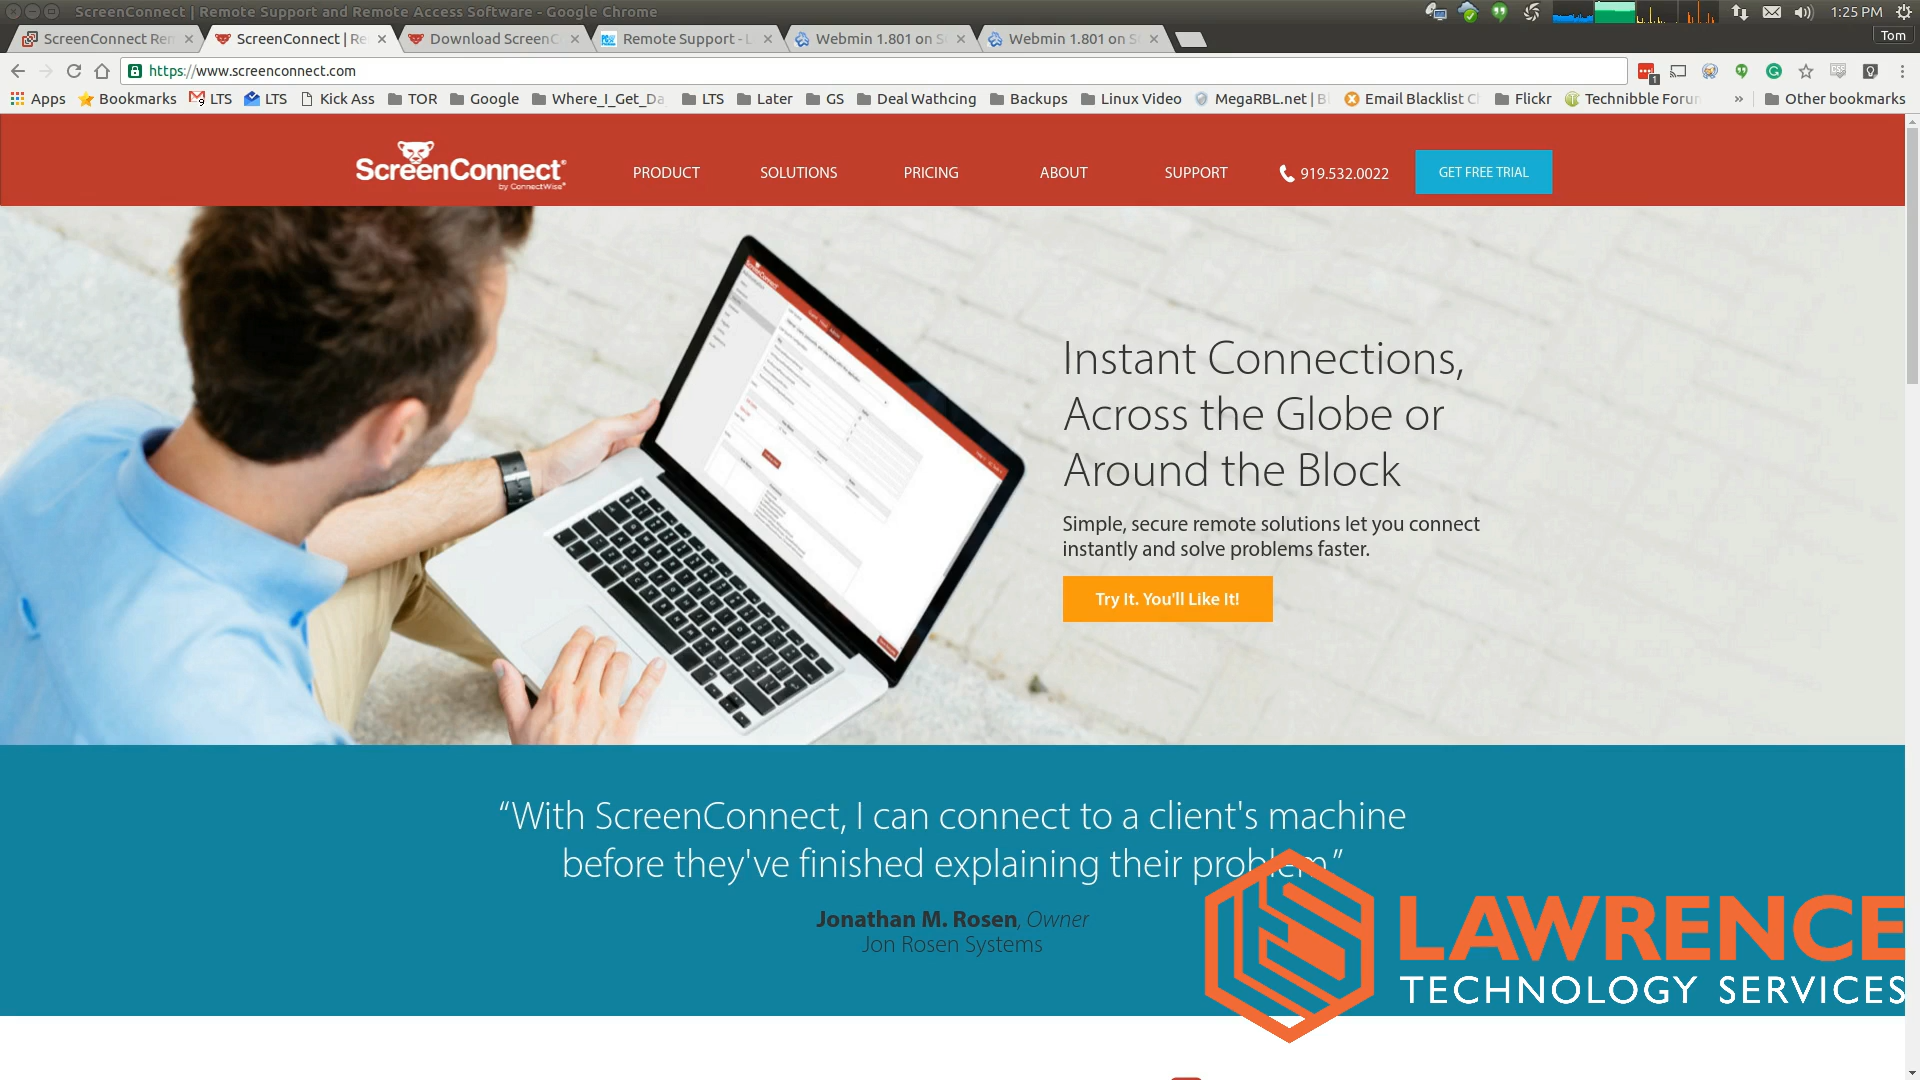 ScreenConnect | Remote Support and Remote Access Software - Google Chrome
1:25 PM
ScreenConnect Rem
ScreenConnect | Re
Download ScreenC
Remote Support - L
Webmin 1.801 on S
Webmin 1.801 on S
Tom
https://www.screenconnect.com
Apps
Bookmarks
LTS
LTS
Kick Ass
TOR
Google
Where_I_Get_Da
LTS
Later
GS
Deal Wathcing
Backups
Linux Video
MegaRBL.net | Bl
Email Blacklist C
Flickr
Technibble Forun
»
Other bookmarks
ScreenConnect®
by ConnectWise®
PRODUCT
SOLUTIONS
PRICING
ABOUT
SUPPORT
919.532.0022
GET FREE TRIAL
Instant Connections,
Across the Globe or
Around the Block
Simple, secure remote solutions let you connect
instantly and solve problems faster.
Try It. You'll Like It!
“With ScreenConnect, I can connect to a client's machine
before they've finished explaining their problem.”
Jonathan M. Rosen, Owner
Jon Rosen Systems
LAWRENCE
TECHNOLOGY SERVICES